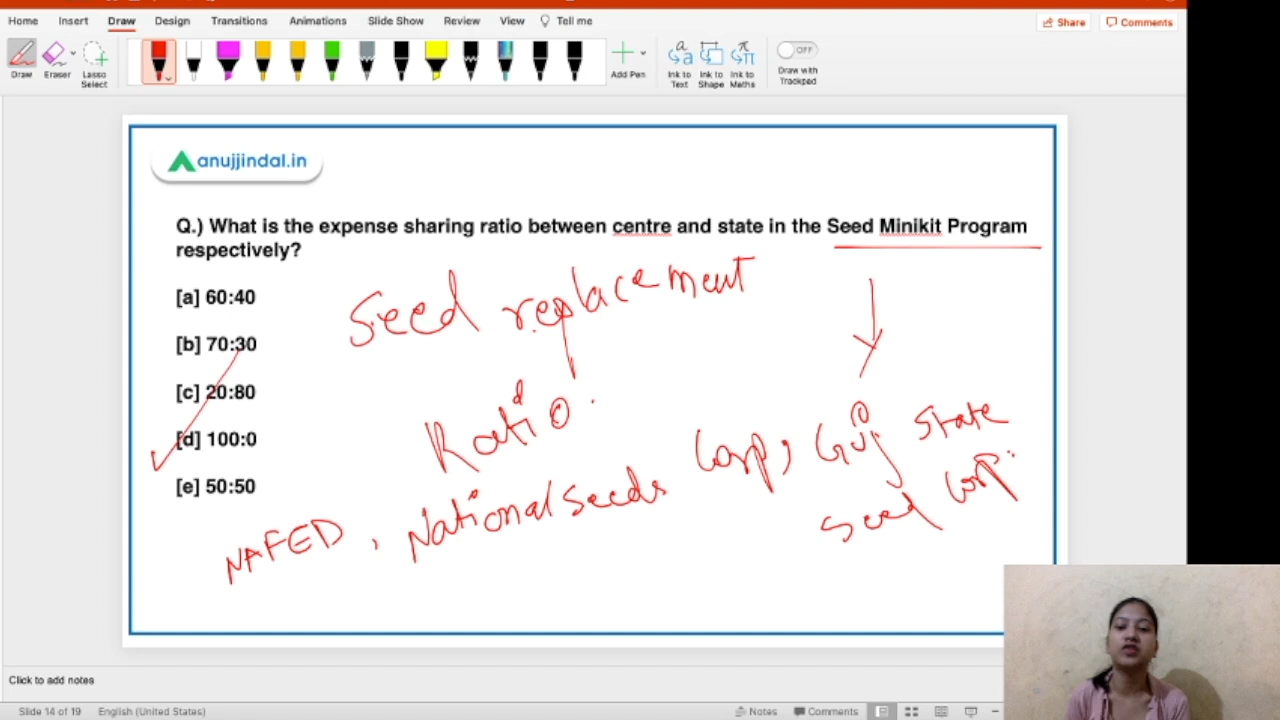 Home Insert Draw Design Transitions Animations Slide Show Review View Tell me Share Comments
Draw Eraser Lasso Select Add Pen Ink to Text Ink to Shape Ink to Maths OFF Draw with Trackpad
anujjindal.in
Q.) What is the expense sharing ratio between centre and state in the Seed Minikit Program
respectively?
[a] 60:40
[b] 70:30
[c] 20:80
[d] 100:0
[e] 50:50
Seed replacement
Ratio
NAFED, National Seeds Corp, Guj State
Seed Corp.
Click to add notes
Slide 14 of 19 English (United States) Notes Comments